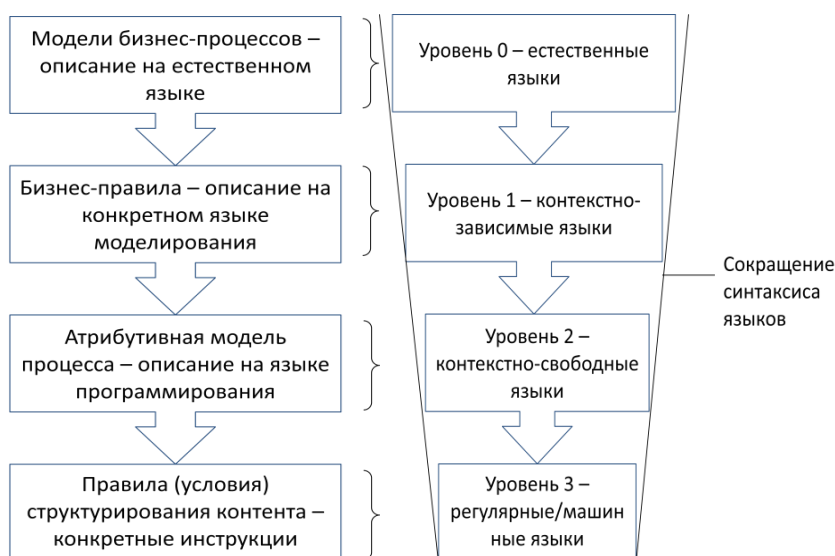 Модели бизнес-процессов –
описание на естественном
языке
Уровень 0 – естественные
языки
Бизнес-правила – описание на
конкретном языке
моделирования
Уровень 1 – контекстно-
зависимые языки
Сокращение
синтаксиса
языков
Атрибутивная модель
процесса – описание на языке
программирования
Уровень 2 –
контекстно-свободные
языки
Правила (условия)
структурирования контента –
конкретные инструкции
Уровень 3 –
регулярные/машин
ные языки